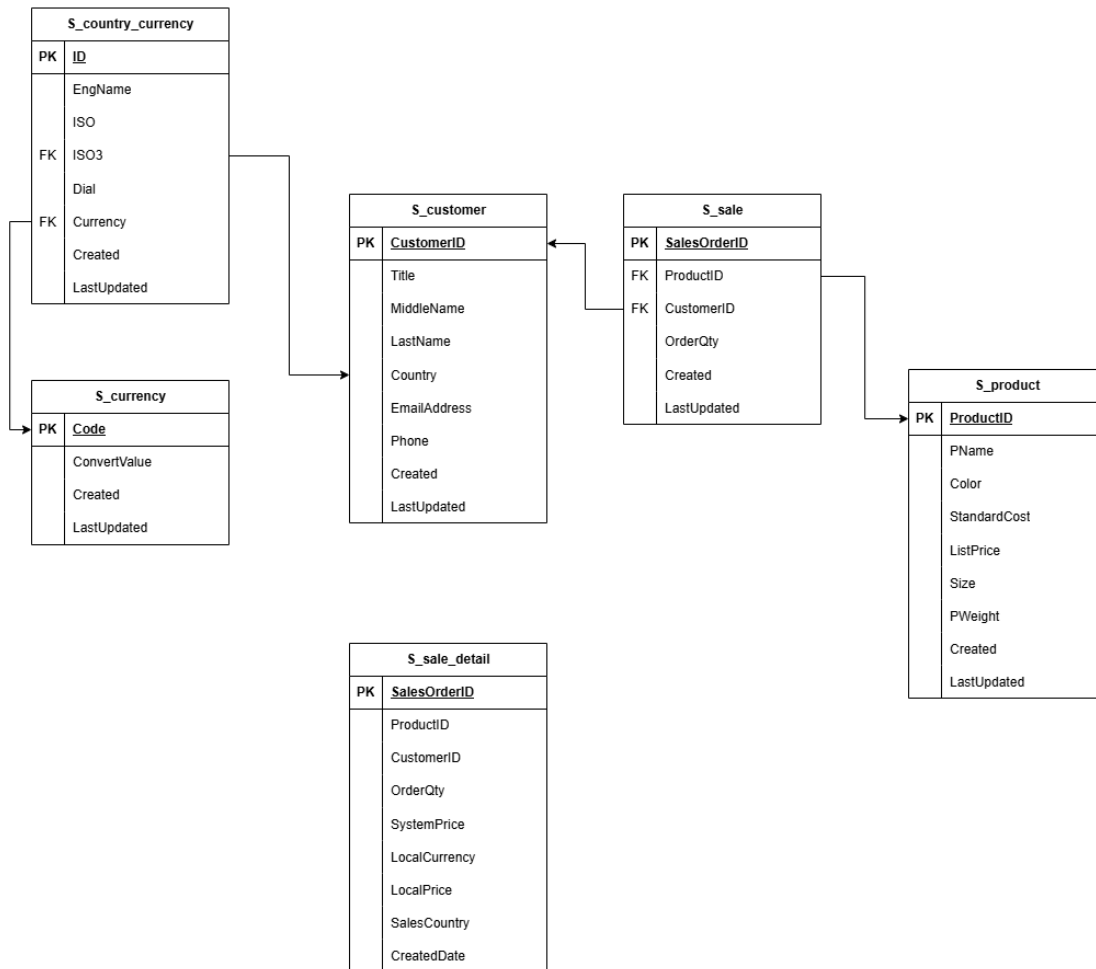 S_country_currency
PK ID
EngName
ISO
FK ISO3
Dial
FK Currency
Created
LastUpdated
S_currency
PK Code
ConvertValue
Created
LastUpdated
S_customer
PK CustomerID
Title
MiddleName
LastName
Country
EmailAddress
Phone
Created
LastUpdated
S_sale
PK SalesOrderID
FK ProductID
FK CustomerID
OrderQty
Created
LastUpdated
S_product
PK ProductID
PName
Color
StandardCost
ListPrice
Size
PWeight
Created
LastUpdated
S_sale_detail
PK SalesOrderID
ProductID
CustomerID
OrderQty
SystemPrice
LocalCurrency
LocalPrice
SalesCountry
CreatedDate